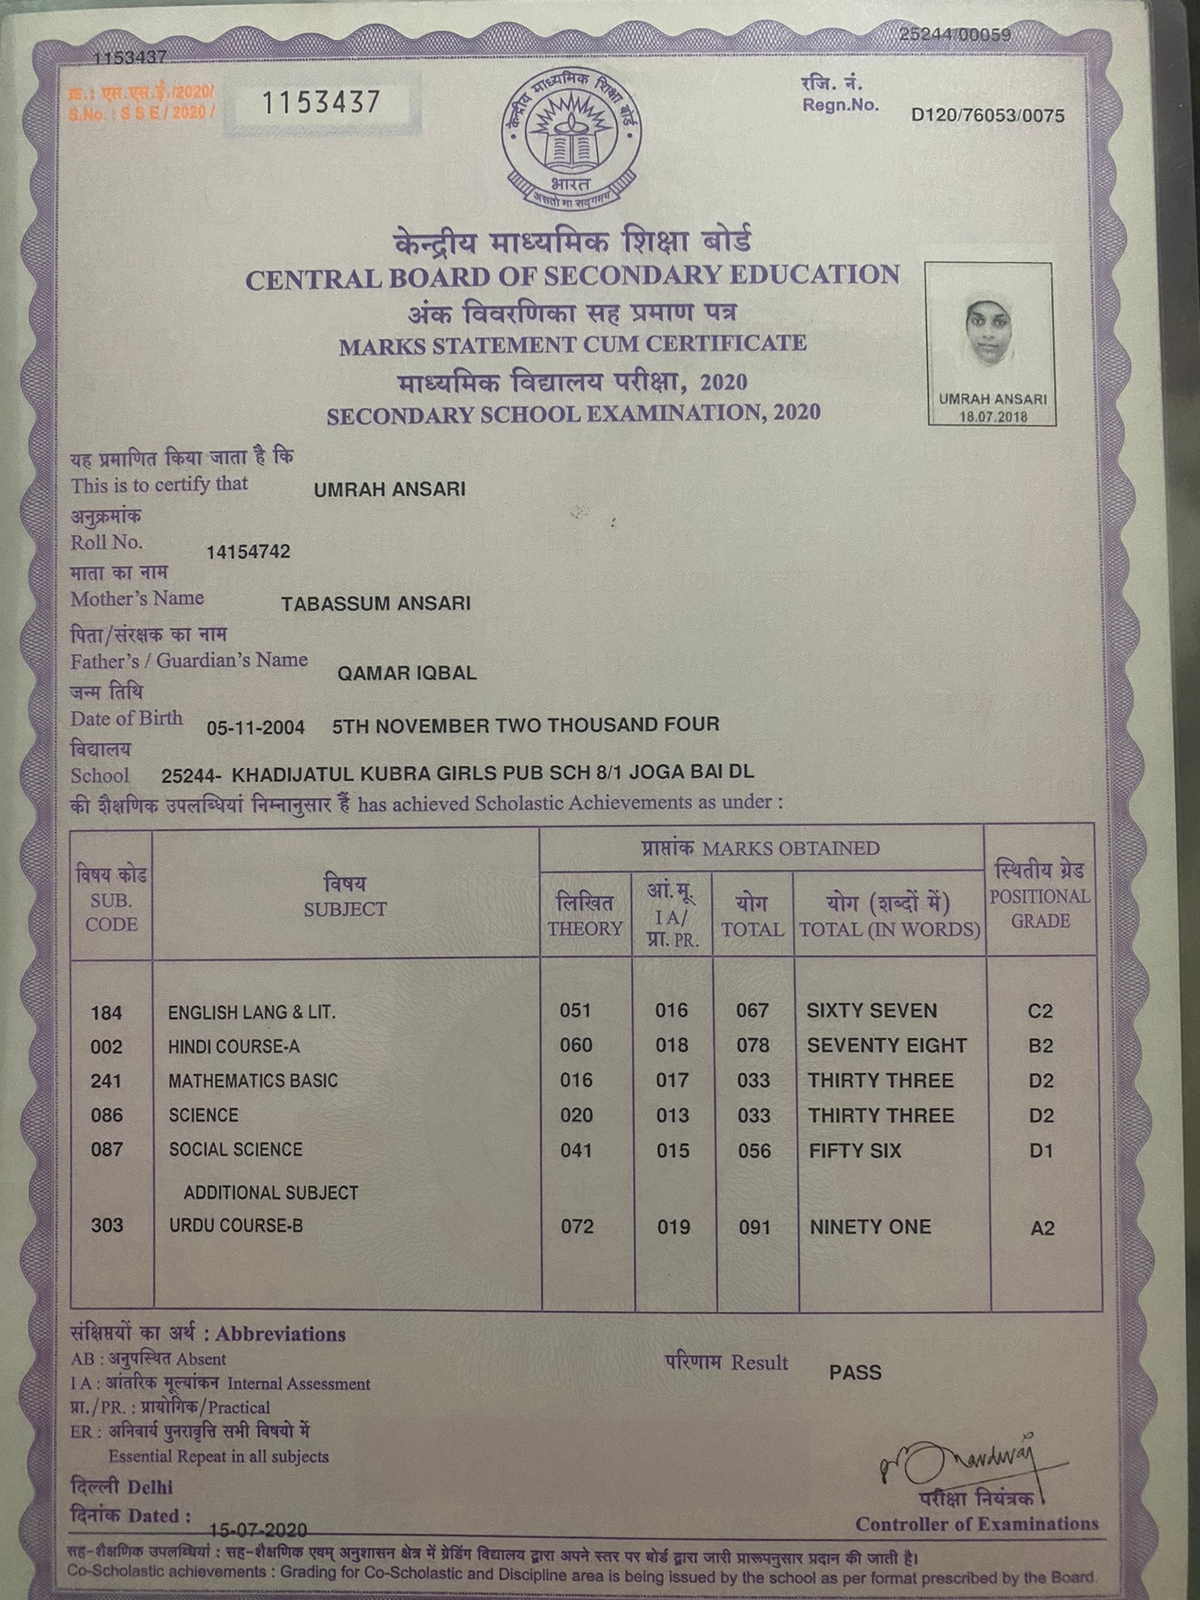 1153437
25244/00059
क्र.: एस.एस.ई./2020/
S.No. : S S E / 2020 /
1153437
रजि. नं.
Regn.No.
D120/76053/0075
केन्द्रीय माध्यमिक शिक्षा बोर्ड
भारत
असतो मा सद्गमय
केन्द्रीय माध्यमिक शिक्षा बोर्ड
CENTRAL BOARD OF SECONDARY EDUCATION
अंक विवरणिका सह प्रमाण पत्र
MARKS STATEMENT CUM CERTIFICATE
माध्यमिक विद्यालय परीक्षा, 2020
SECONDARY SCHOOL EXAMINATION, 2020
UMRAH ANSARI
18.07.2018
यह प्रमाणित किया जाता है कि
This is to certify that UMRAH ANSARI
अनुक्रमांक
Roll No. 14154742
माता का नाम
Mother's Name TABASSUM ANSARI
पिता/संरक्षक का नाम
Father's / Guardian's Name QAMAR IQBAL
जन्म तिथि
Date of Birth 05-11-2004 5TH NOVEMBER TWO THOUSAND FOUR
विद्यालय
School 25244- KHADIJATUL KUBRA GIRLS PUB SCH 8/1 JOGA BAI DL
की शैक्षणिक उपलब्धियां निम्नानुसार हैं has achieved Scholastic Achievements as under :
विषय कोड
SUB.
CODE
विषय
SUBJECT
प्राप्तांक MARKS OBTAINED
लिखित
THEORY
आं.मू.
I A/
प्रा. PR.
योग
TOTAL
योग (शब्दों में)
TOTAL (IN WORDS)
स्थितीय ग्रेड
POSITIONAL
GRADE
184 ENGLISH LANG & LIT. 051 016 067 SIXTY SEVEN C2
002 HINDI COURSE-A 060 018 078 SEVENTY EIGHT B2
241 MATHEMATICS BASIC 016 017 033 THIRTY THREE D2
086 SCIENCE 020 013 033 THIRTY THREE D2
087 SOCIAL SCIENCE 041 015 056 FIFTY SIX D1
ADDITIONAL SUBJECT
303 URDU COURSE-B 072 019 091 NINETY ONE A2
संक्षिप्तियों का अर्थ : Abbreviations
AB : अनुपस्थित Absent
I A : आंतरिक मूल्यांकन Internal Assessment
प्रा./PR. : प्रायोगिक/Practical
ER : अनिवार्य पुनरावृत्ति सभी विषयो में
Essential Repeat in all subjects
परिणाम Result PASS
दिल्ली Delhi
दिनांक Dated : 15-07-2020
परीक्षा नियंत्रक
Controller of Examinations
सह-शैक्षणिक उपलब्धियां : सह-शैक्षणिक एवम् अनुशासन क्षेत्र में ग्रेडिंग विद्यालय द्वारा अपने स्तर पर बोर्ड द्वारा जारी प्रारूपनुसार प्रदान की जाती है।
Co-Scholastic achievements : Grading for Co-Scholastic and Discipline area is being issued by the school as per format prescribed by the Board.